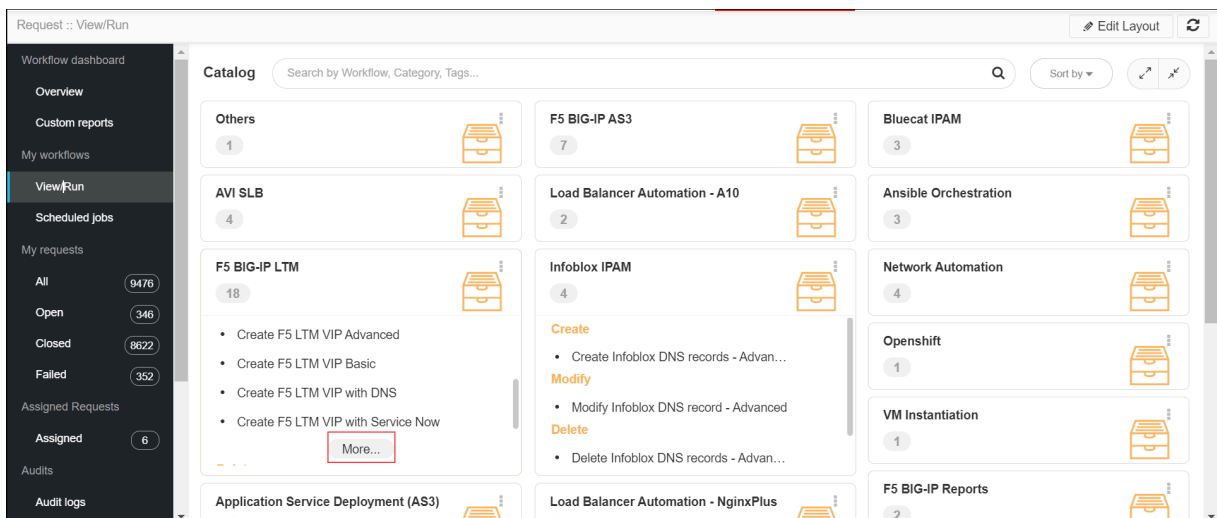 Request :: View/Run
Edit Layout
Workflow dashboard
Overview
Custom reports
My workflows
View/Run
Scheduled jobs
My requests
All 9476
Open 346
Closed 8622
Failed 352
Assigned Requests
Assigned 6
Audits
Audit logs
Catalog
Search by Workflow, Category, Tags...
Sort by
Others
1
F5 BIG-IP AS3
7
Bluecat IPAM
3
AVI SLB
4
Load Balancer Automation - A10
2
Ansible Orchestration
3
F5 BIG-IP LTM
18
• Create F5 LTM VIP Advanced
• Create F5 LTM VIP Basic
• Create F5 LTM VIP with DNS
• Create F5 LTM VIP with Service Now
More...
Infoblox IPAM
4
Create
• Create Infoblox DNS records - Advan...
Modify
• Modify Infoblox DNS record - Advanced
Delete
• Delete Infoblox DNS records - Advan...
Network Automation
4
Openshift
1
VM Instantiation
1
F5 BIG-IP Reports
2
Application Service Deployment (AS3)
Load Balancer Automation - NginxPlus